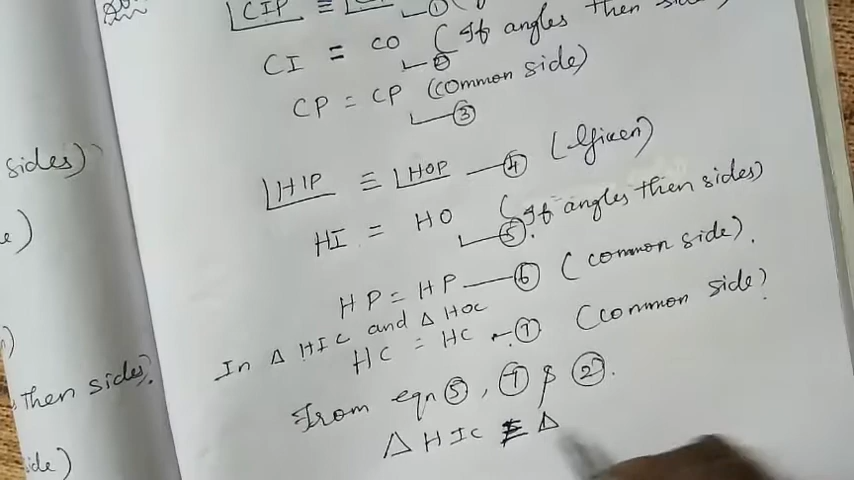 ∠CIP ≡ ∠ ①
CI = CO ② (If angles then
CP = CP ③ (common side)
∠HIP ≡ ∠HOP — ④ (Given)
HI = HO ⑤. (If angles then sides)
HP = HP — ⑥ (common side).
In Δ HIC and Δ HOC
HC = HC – ⑦ (common side)
From eqn ⑤, ⑦ & ②.
Δ HIC ≡ Δ
sides)
e)
)
then sides)
ide)